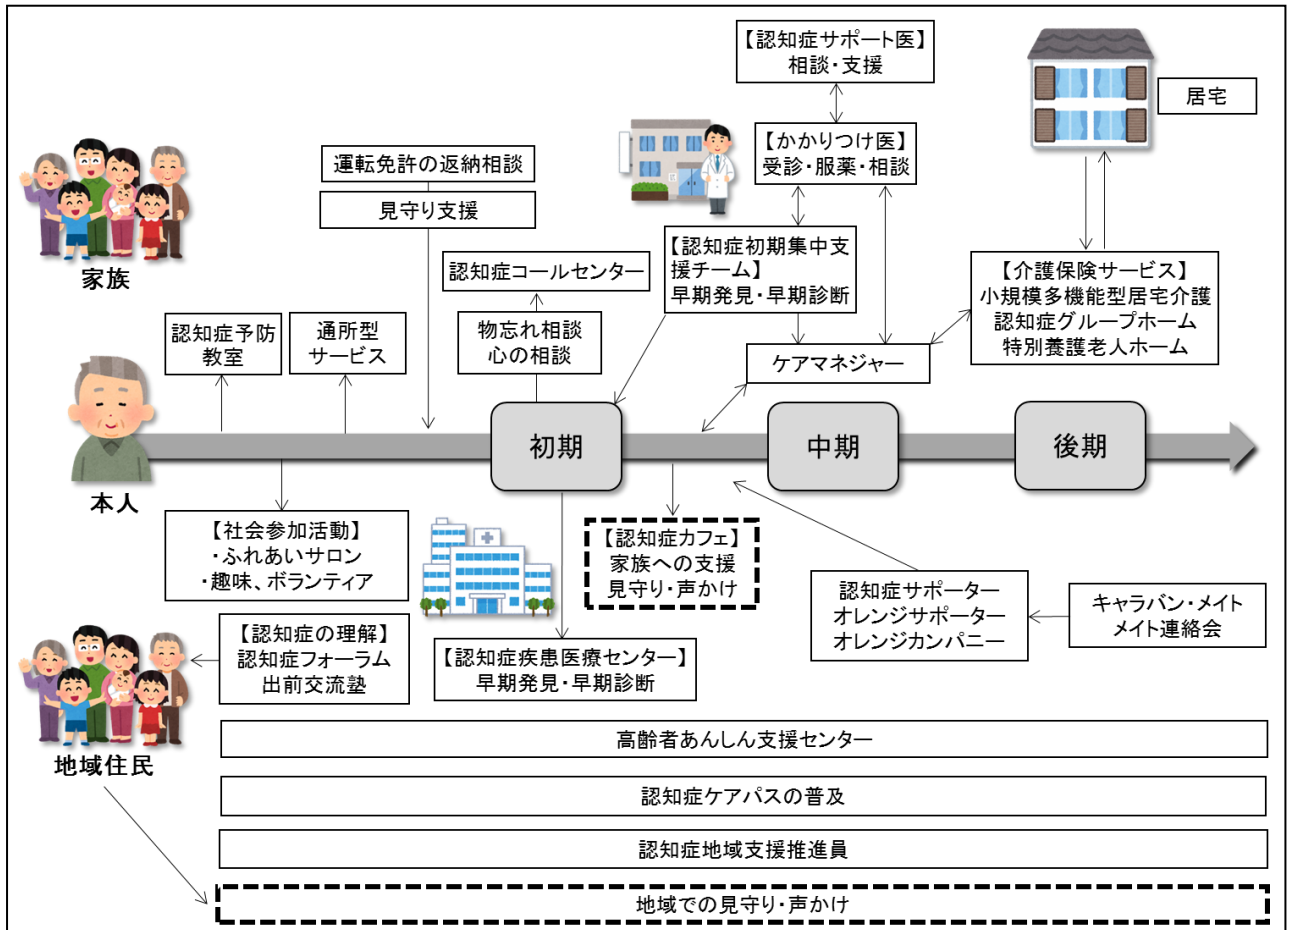 【認知症サポート医】
相談・支援
居宅
【かかりつけ医】
受診・服薬・相談
運転免許の返納相談
見守り支援
家族
認知症コールセンター
【認知症初期集中支
援チーム】
早期発見・早期診断
【介護保険サービス】
小規模多機能型居宅介護
認知症グループホーム
特別養護老人ホーム
認知症予防
教室
通所型
サービス
物忘れ相談
心の相談
ケアマネジャー
初期
中期
後期
本人
【社会参加活動】
・ふれあいサロン
・趣味、ボランティア
【認知症カフェ】
家族への支援
見守り・声かけ
認知症サポーター
オレンジサポーター
オレンジカンパニー
キャラバン・メイト
メイト連絡会
【認知症の理解】
認知症フォーラム
出前交流塾
【認知症疾患医療センター】
早期発見・早期診断
地域住民
高齢者あんしん支援センター
認知症ケアパスの普及
認知症地域支援推進員
地域での見守り・声かけ